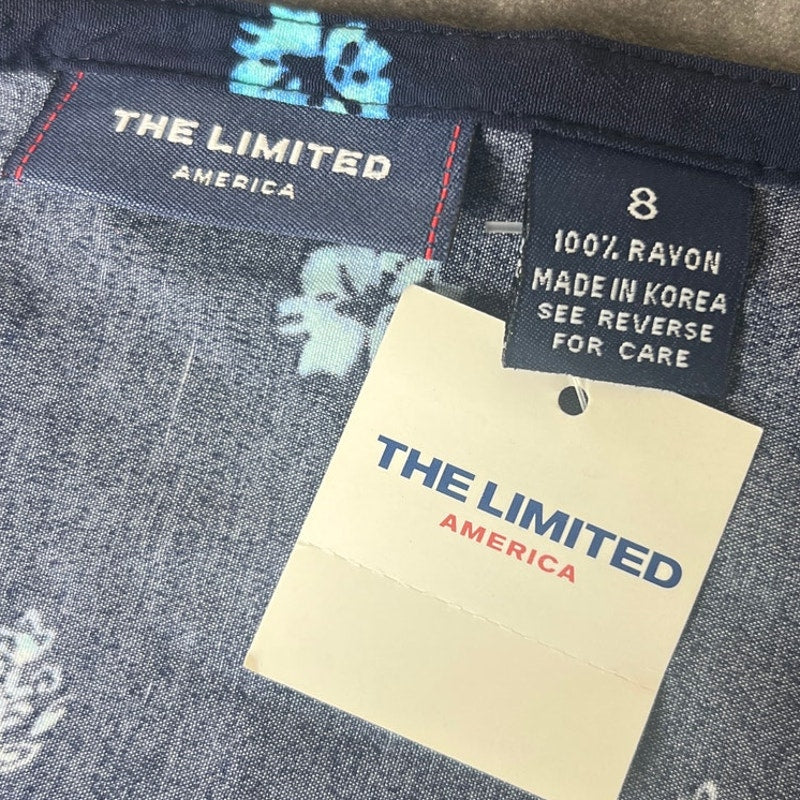 THE LIMITED
AMERICA
8
100% RAYON
MADE IN KOREA
SEE REVERSE
FOR CARE
THE LIMITED
AMERICA